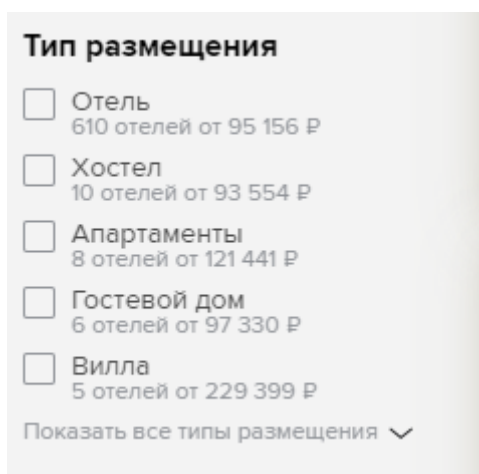 Тип размещения
Отель
610 отелей от 95 156 ₽
Хостел
10 отелей от 93 554 ₽
Апартаменты
8 отелей от 121 441 ₽
Гостевой дом
6 отелей от 97 330 ₽
Вилла
5 отелей от 229 399 ₽
Показать все типы размещения